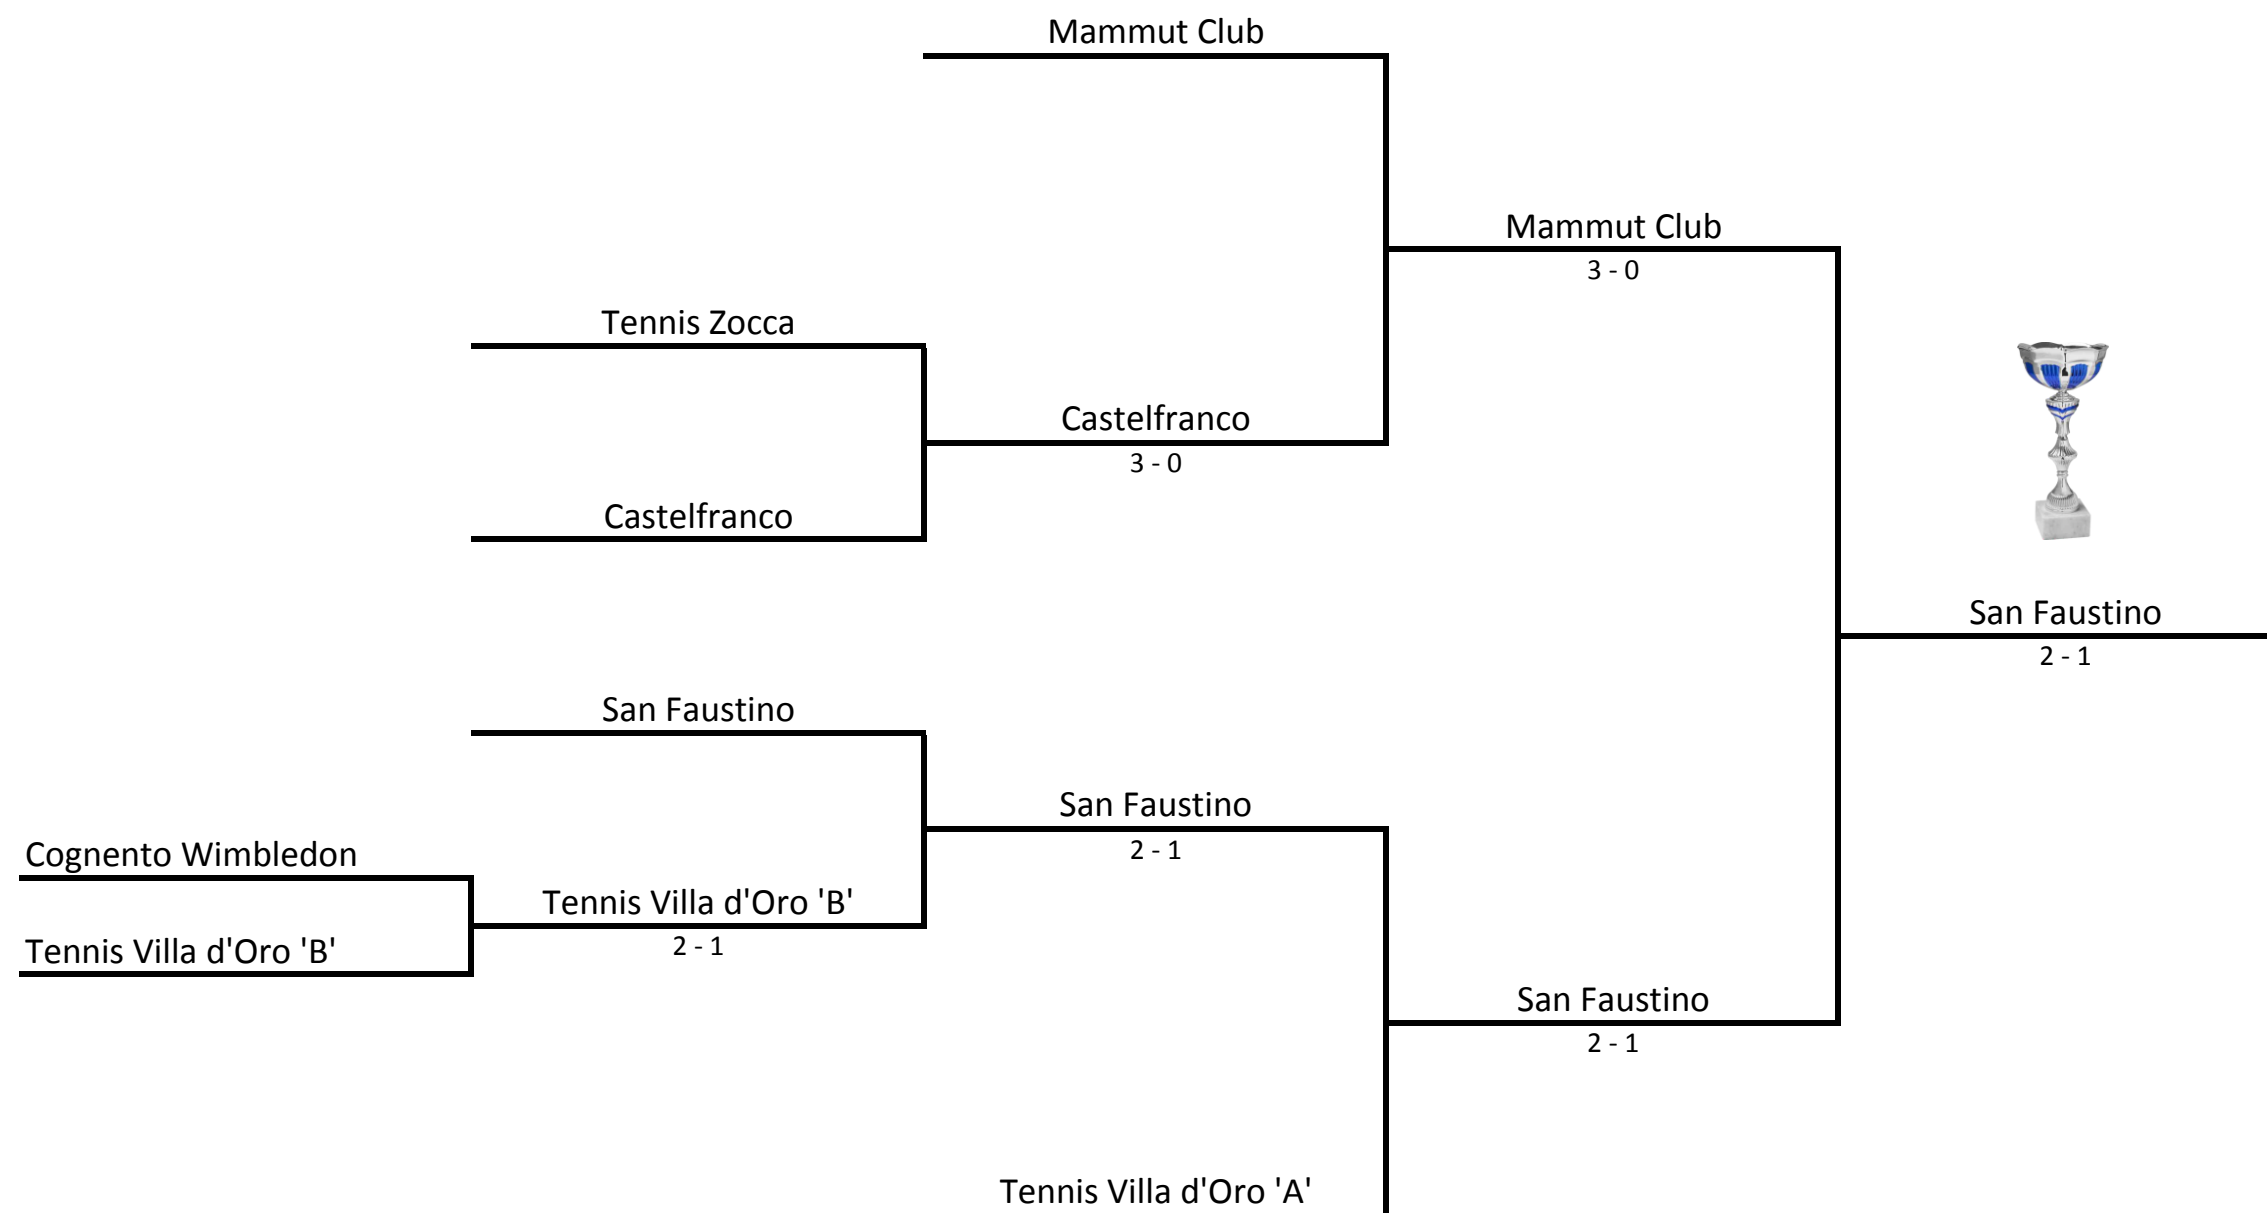 Mammut Club
Mammut Club
3 - 0
Tennis Zocca
Castelfranco
3 - 0
Castelfranco
San Faustino
2 - 1
San Faustino
San Faustino
2 - 1
Cognento Wimbledon
Tennis Villa d'Oro 'B'
2 - 1
Tennis Villa d'Oro 'B'
San Faustino
2 - 1
Tennis Villa d'Oro 'A'